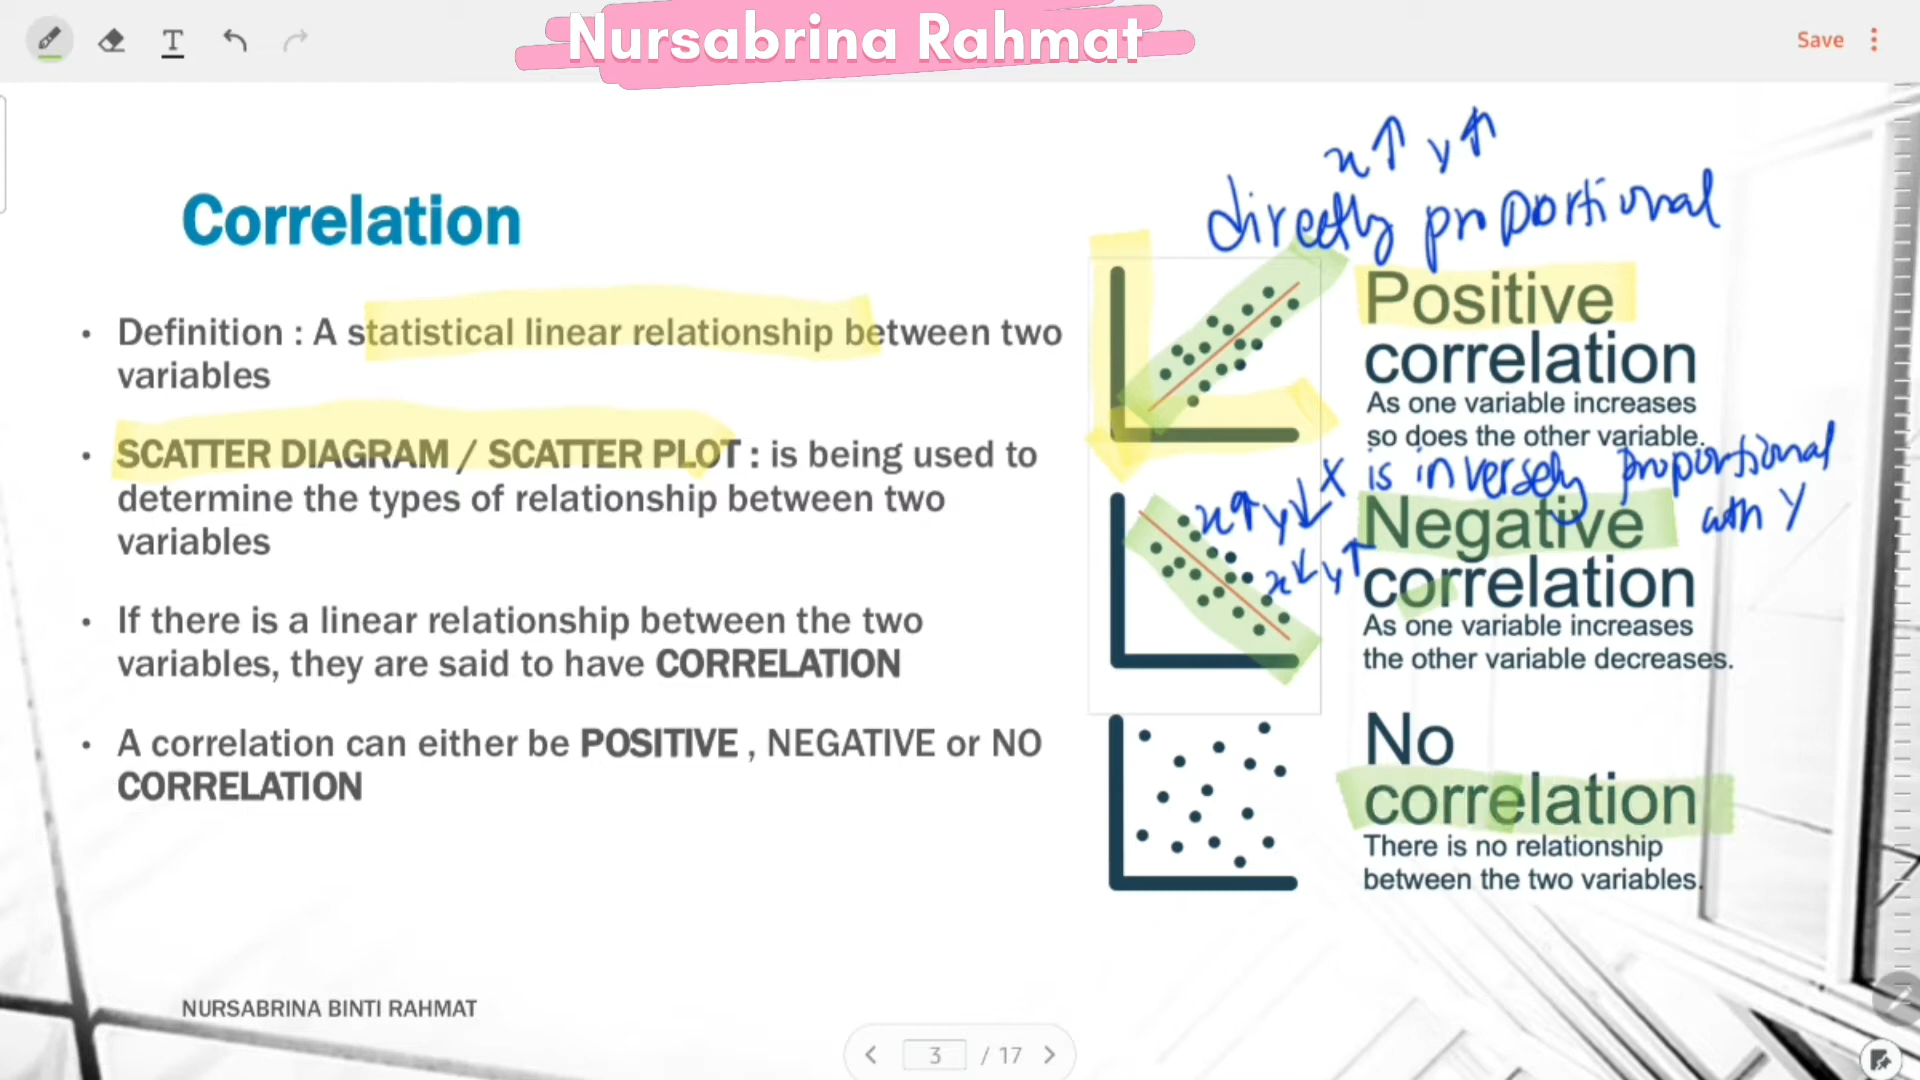 Nursabrina Rahmat
T
Save
Correlation
• Definition : A statistical linear relationship between two
variables
• SCATTER DIAGRAM / SCATTER PLOT : is being used to
determine the types of relationship between two
variables
• If there is a linear relationship between the two
variables, they are said to have CORRELATION
• A correlation can either be POSITIVE , NEGATIVE or NO
CORRELATION
x↑ y↑
directly proportional
Positive
correlation
As one variable increases
so does the other variable.
X is inversely proportional
with Y
x↑ y↓
x↓ y↑
Negative
correlation
As one variable increases
the other variable decreases.
No
correlation
There is no relationship
between the two variables.
NURSABRINA BINTI RAHMAT
3 / 17